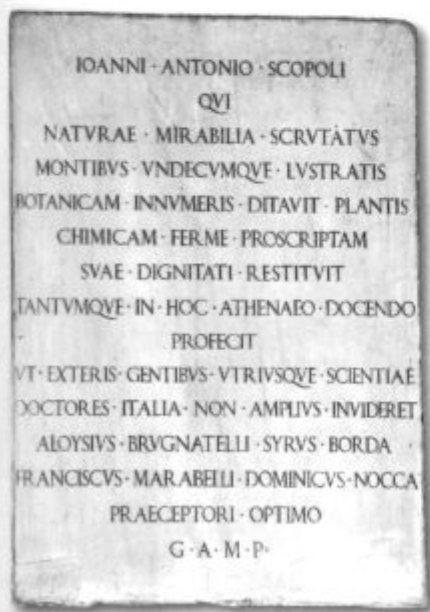 IOANNI · ANTONIO · SCOPOLI
QVI
NATVRAE · MIRABILIA · SCRVTATVS
MONTIBVS · VNDECVMQVE · LVSTRATIS
BOTANICAM · INNVMERIS · DITAVIT · PLANTIS
CHIMICAM · FERME · PROSCRIPTAM
SVAE · DIGNITATI · RESTITVIT
TANTVMQVE · IN · HOC · ATHENAEO · DOCENDO
PROFECIT
VT · EXTERIS · GENTIBVS · VTRIVSQVE · SCIENTIAE
DOCTORES · ITALIA · NON · AMPLIVS · INVIDERET
ALOYSIVS · BRVGNATELLI · SYRVS · BORDA
FRANCISCVS · MARABELLI · DOMINICVS · NOCCA
PRAECEPTORI · OPTIMO
G · A · M · P ·